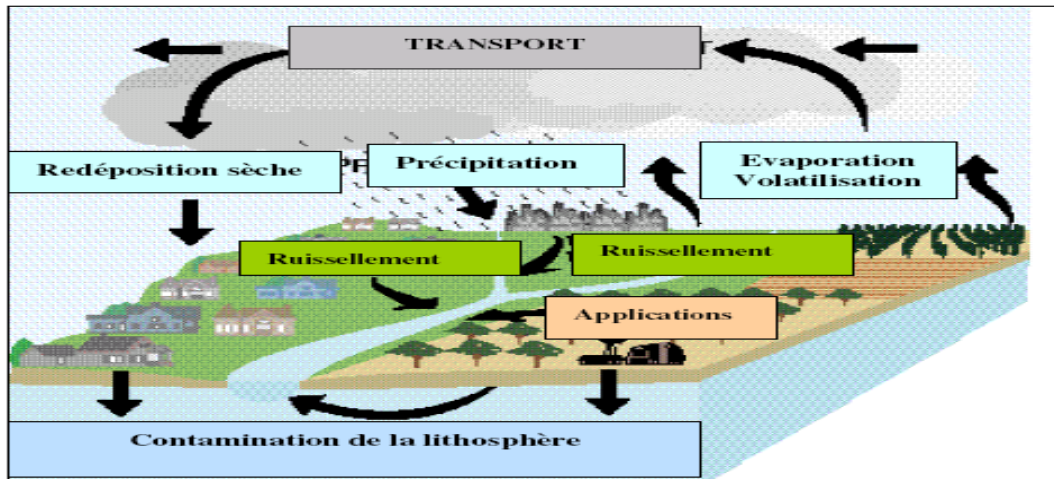 TRANSPORT
Redéposition sèche
Précipitation
Evaporation
Volatilisation
Ruissellement
Ruissellement
Applications
Contamination de la lithosphère